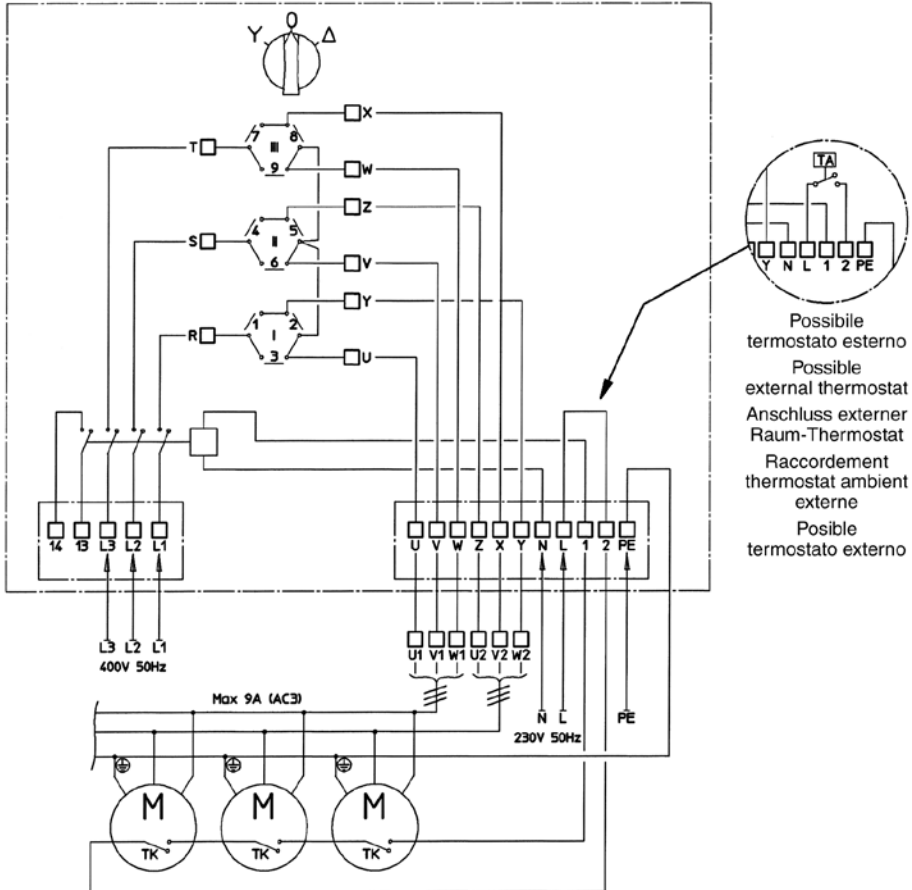 Y O Δ
X
7 8
T III
9 W
Z
4 5
S II
6 V
Y
1 2
R I
3 U
TA
Y N L 1 2 PE
Possibile
termostato esterno
Possible
external thermostat
Anschluss externer
Raum-Thermostat
Raccordement
thermostat ambient
externe
Posible
termostato externo
14 13 L3 L2 L1
U V W Z X Y N L 1 2 PE
L3 L2 L1
400V 50Hz
U1 V1 W1 U2 V2 W2
Max 9A (AC3)
N L PE
230V 50Hz
M M M
TK TK TK